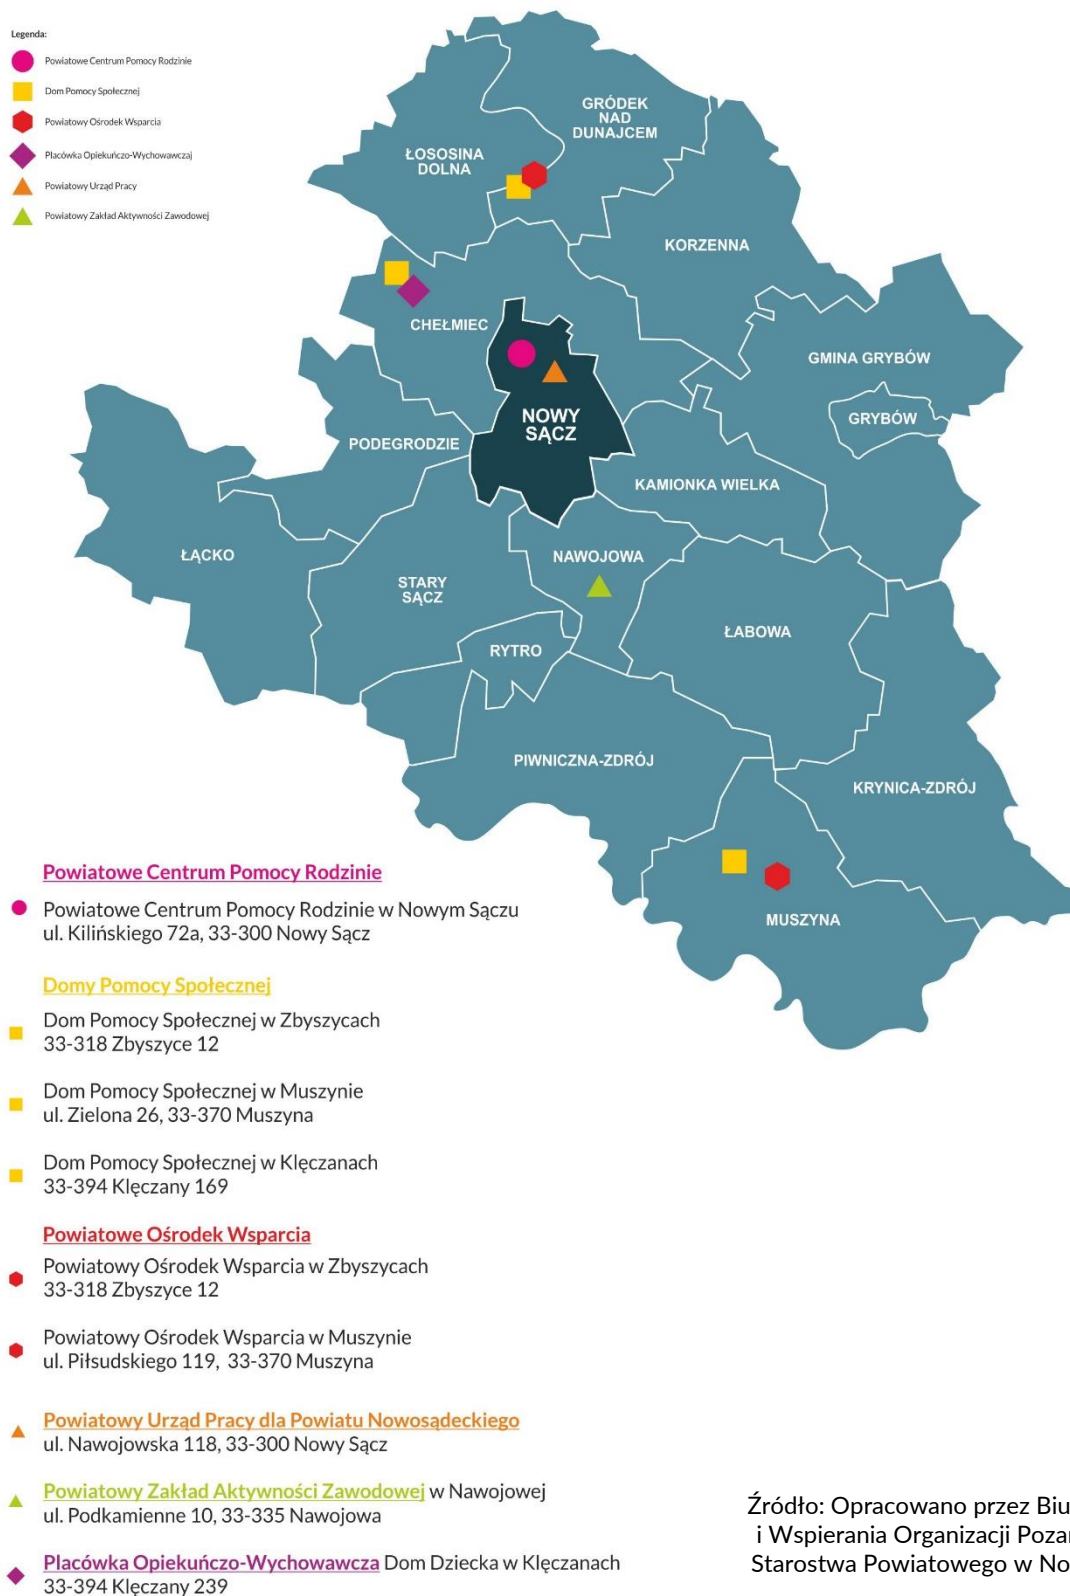 Legenda:
Powiatowe Centrum Pomocy Rodzinie
Dom Pomocy Społecznej
Powiatowy Ośrodek Wsparcia
Placówka Opiekuńczo-Wychowawczaj
Powiatowy Urząd Pracy
Powiatowy Zakład Aktywności Zawodowej
GRÓDEK
NAD
DUNAJCEM
ŁOSOSINA
DOLNA
KORZENNA
CHEŁMIEC
GMINA GRYBÓW
GRYBÓW
NOWY
SĄCZ
PODEGRODZIE
KAMIONKA WIELKA
ŁĄCKO
NAWOJOWA
STARY
SĄCZ
ŁABOWA
RYTRO
PIWNICZNA-ZDRÓJ
KRYNICA-ZDRÓJ
MUSZYNA
Powiatowe Centrum Pomocy Rodzinie
Powiatowe Centrum Pomocy Rodzinie w Nowym Sączu
ul. Kilińskiego 72a, 33-300 Nowy Sącz
Domy Pomocy Społecznej
Dom Pomocy Społecznej w Zbyszycach
33-318 Zbyszyce 12
Dom Pomocy Społecznej w Muszynie
ul. Zielona 26, 33-370 Muszyna
Dom Pomocy Społecznej w Klęczanach
33-394 Klęczany 169
Powiatowe Ośrodek Wsparcia
Powiatowy Ośrodek Wsparcia w Zbyszycach
33-318 Zbyszyce 12
Powiatowy Ośrodek Wsparcia w Muszynie
ul. Piłsudskiego 119, 33-370 Muszyna
Powiatowy Urząd Pracy dla Powiatu Nowosądeckiego
ul. Nawojowska 118, 33-300 Nowy Sącz
Powiatowy Zakład Aktywności Zawodowej w Nawojowej
ul. Podkamienne 10, 33-335 Nawojowa
Placówka Opiekuńczo-Wychowawcza Dom Dziecka w Klęczanach
33-394 Klęczany 239
Źródło: Opracowano przez Biu
i Wspierania Organizacji Pozar
Starostwa Powiatowego w No